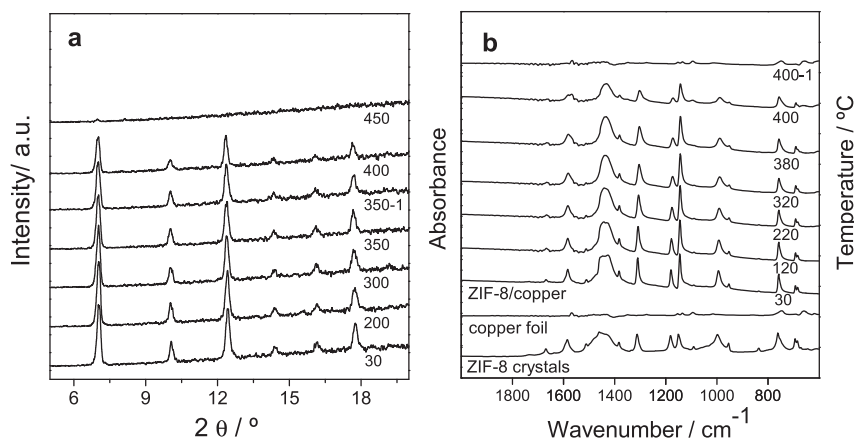 a
Intensity/ a.u.
450
400
350-1
350
300
200
30
6 9 12 15 18
2 θ / º
b
Absorbance
Temperature / ºC
400-1
400
380
320
220
120
30
ZIF-8/copper
copper foil
ZIF-8 crystals
1800 1600 1400 1200 1000 800
Wavenumber / cm-1